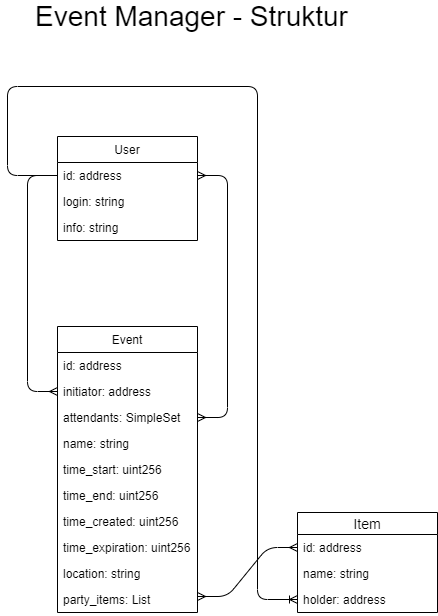 Event Manager - Struktur
User
id: address
login: string
info: string
Event
id: address
initiator: address
attendants: SimpleSet
name: string
time_start: uint256
time_end: uint256
time_created: uint256
time_expiration: uint256
location: string
party_items: List
Item
id: address
name: string
holder: address